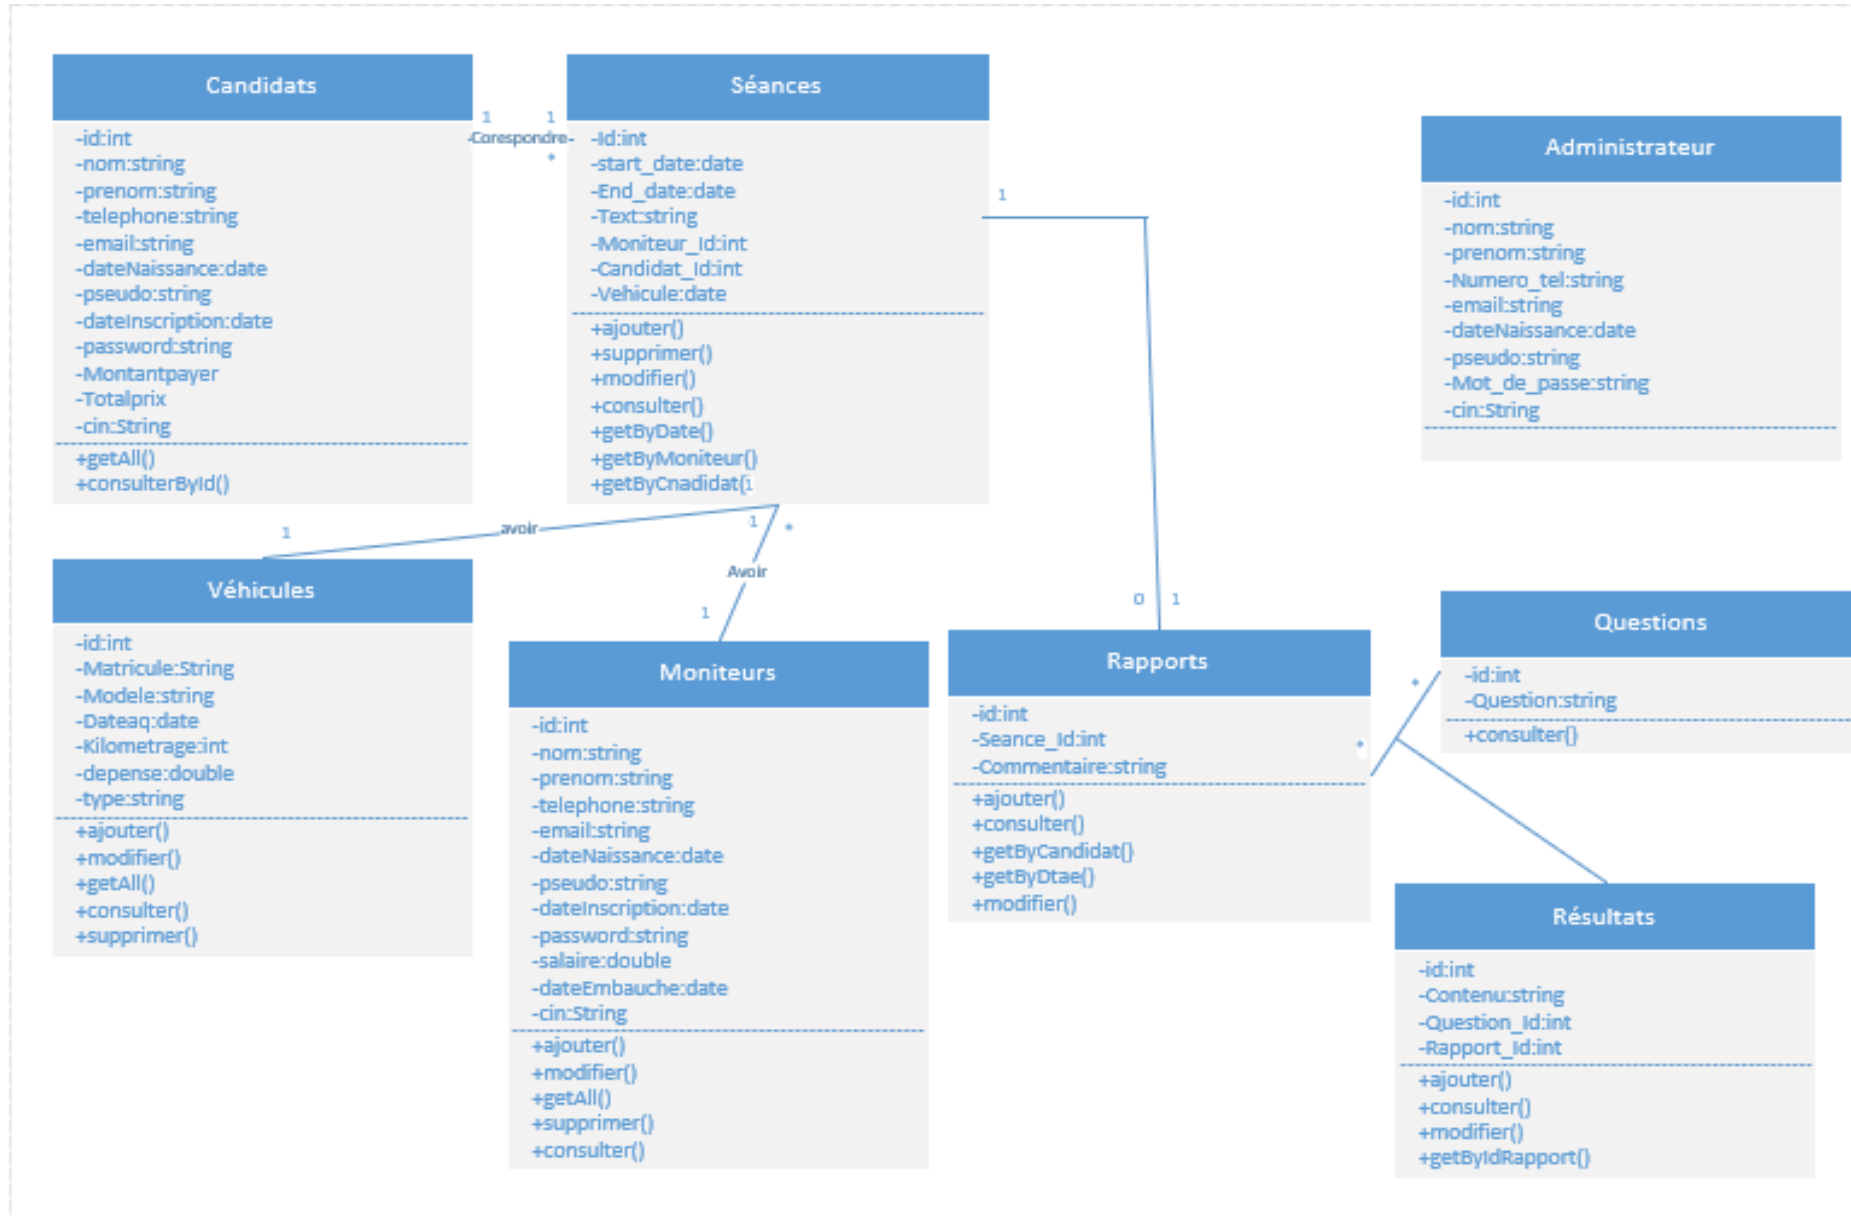 Candidats
-id:int
-nom:string
-prenom:string
-telephone:string
-email:string
-dateNaissance:date
-pseudo:string
-dateInscription:date
-password:string
-Montantpayer
-Totalprix
-cin:String
+getAll()
+consulterById()
1 1
-Corespondre-
*
Séances
-Id:int
-start_date:date
-End_date:date
-Text:string
-Moniteur_Id:int
-Candidat_Id:int
-Vehicule:date
+ajouter()
+supprimer()
+modifier()
+consulter()
+getByDate()
+getByMoniteur()
+getByCnadidat(
1
1
Administrateur
-id:int
-nom:string
-prenom:string
-Numero_tel:string
-email:string
-dateNaissance:date
-pseudo:string
-Mot_de_passe:string
-cin:String
1
avoir
1 *
Avoir
1
0 1
Véhicules
-id:int
-Matricule:String
-Modele:string
-Dateaq:date
-Kilometrage:int
-depense:double
-type:string
+ajouter()
+modifier()
+getAll()
+consulter()
+supprimer()
Moniteurs
-id:int
-nom:string
-prenom:string
-telephone:string
-email:string
-dateNaissance:date
-pseudo:string
-dateInscription:date
-password:string
-salaire:double
-dateEmbauche:date
-cin:String
+ajouter()
+modifier()
+getAll()
+supprimer()
+consulter()
Rapports
-id:int
-Seance_Id:int
-Commentaire:string
+ajouter()
+consulter()
+getByCandidat()
+getByDtae()
+modifier()
*
*
Questions
-id:int
-Question:string
+consulter()
Résultats
-id:int
-Contenu:string
-Question_Id:int
-Rapport_Id:int
+ajouter()
+consulter()
+modifier()
+getByIdRapport()